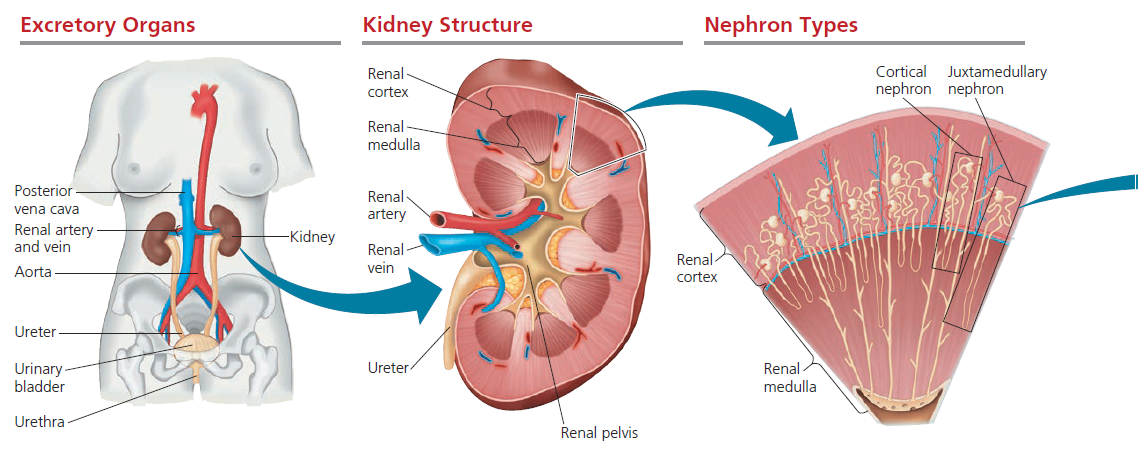 Excretory Organs
Posterior
vena cava
Renal artery
and vein
Aorta
Ureter
Urinary
bladder
Urethra
Kidney
Kidney Structure
Renal
cortex
Renal
medulla
Renal
artery
Renal
vein
Ureter
Renal pelvis
Nephron Types
Cortical
nephron
Juxtamedullary
nephron
Renal
cortex
Renal
medulla